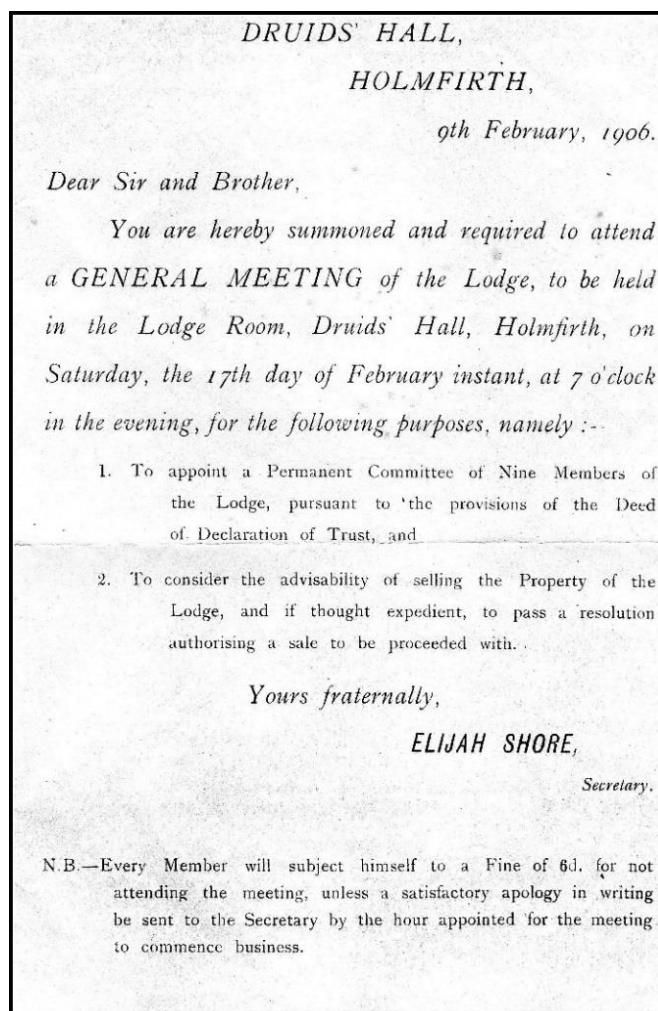 DRUIDS' HALL,
HOLMFIRTH,
9th February, 1906.
Dear Sir and Brother,
You are hereby summoned and required to attend
a GENERAL MEETING of the Lodge, to be held
in the Lodge Room, Druids' Hall, Holmfirth, on
Saturday, the 17th day of February instant, at 7 o'clock
in the evening, for the following purposes, namely :--
1. To appoint a Permanent Committee of Nine Members of
the Lodge, pursuant to the provisions of the Deed
of Declaration of Trust, and
2. To consider the advisability of selling the Property of the
Lodge, and if thought expedient, to pass a resolution
authorising a sale to be proceeded with.
Yours fraternally,
ELIJAH SHORE,
Secretary.
N.B.—Every Member will subject himself to a Fine of 6d. for not
attending the meeting, unless a satisfactory apology in writing
be sent to the Secretary by the hour appointed for the meeting
to commence business.